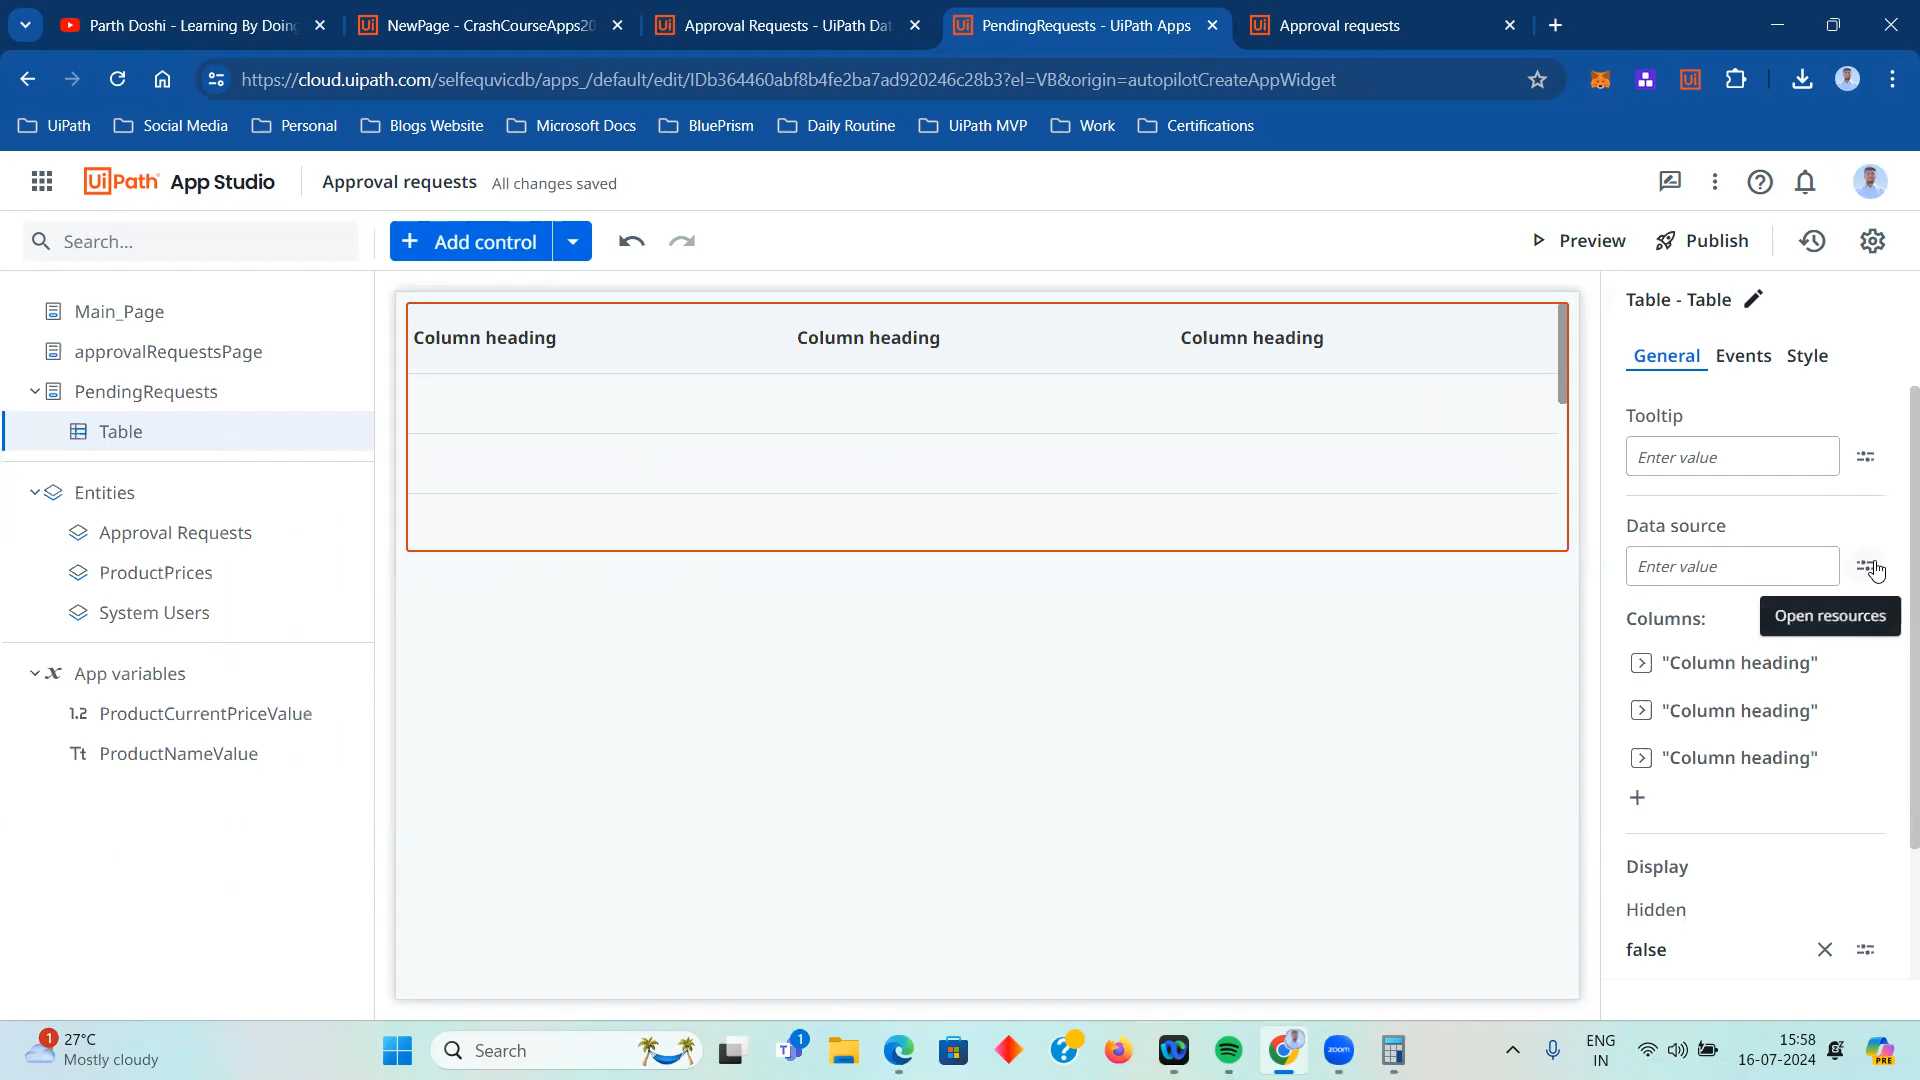 Parth Doshi - Learning By Doing
NewPage - CrashCourseApps20
Approval Requests - UiPath Dat
PendingRequests - UiPath Apps
Approval requests
https://cloud.uipath.com/selfequvicdb/apps_/default/edit/IDb364460abf8b4fe2ba7ad920246c28b3?el=VB&origin=autopilotCreateAppWidget
UiPath
Social Media
Personal
Blogs Website
Microsoft Docs
BluePrism
Daily Routine
UiPath MVP
Work
Certifications
UiPath App Studio
Approval requests
All changes saved
Search...
+ Add control
Preview
Publish
Main_Page
approvalRequestsPage
PendingRequests
Table
Entities
Approval Requests
ProductPrices
System Users
App variables
1.2 ProductCurrentPriceValue
Tt ProductNameValue
Column heading
Column heading
Column heading
Table - Table
General Events Style
Tooltip
Enter value
Data source
Enter value
Open resources
Columns:
"Column heading"
"Column heading"
"Column heading"
+
Display
Hidden
false
1
27°C
Mostly cloudy
Search
1
zoom
ENG
IN
15:58
16-07-2024
PRE